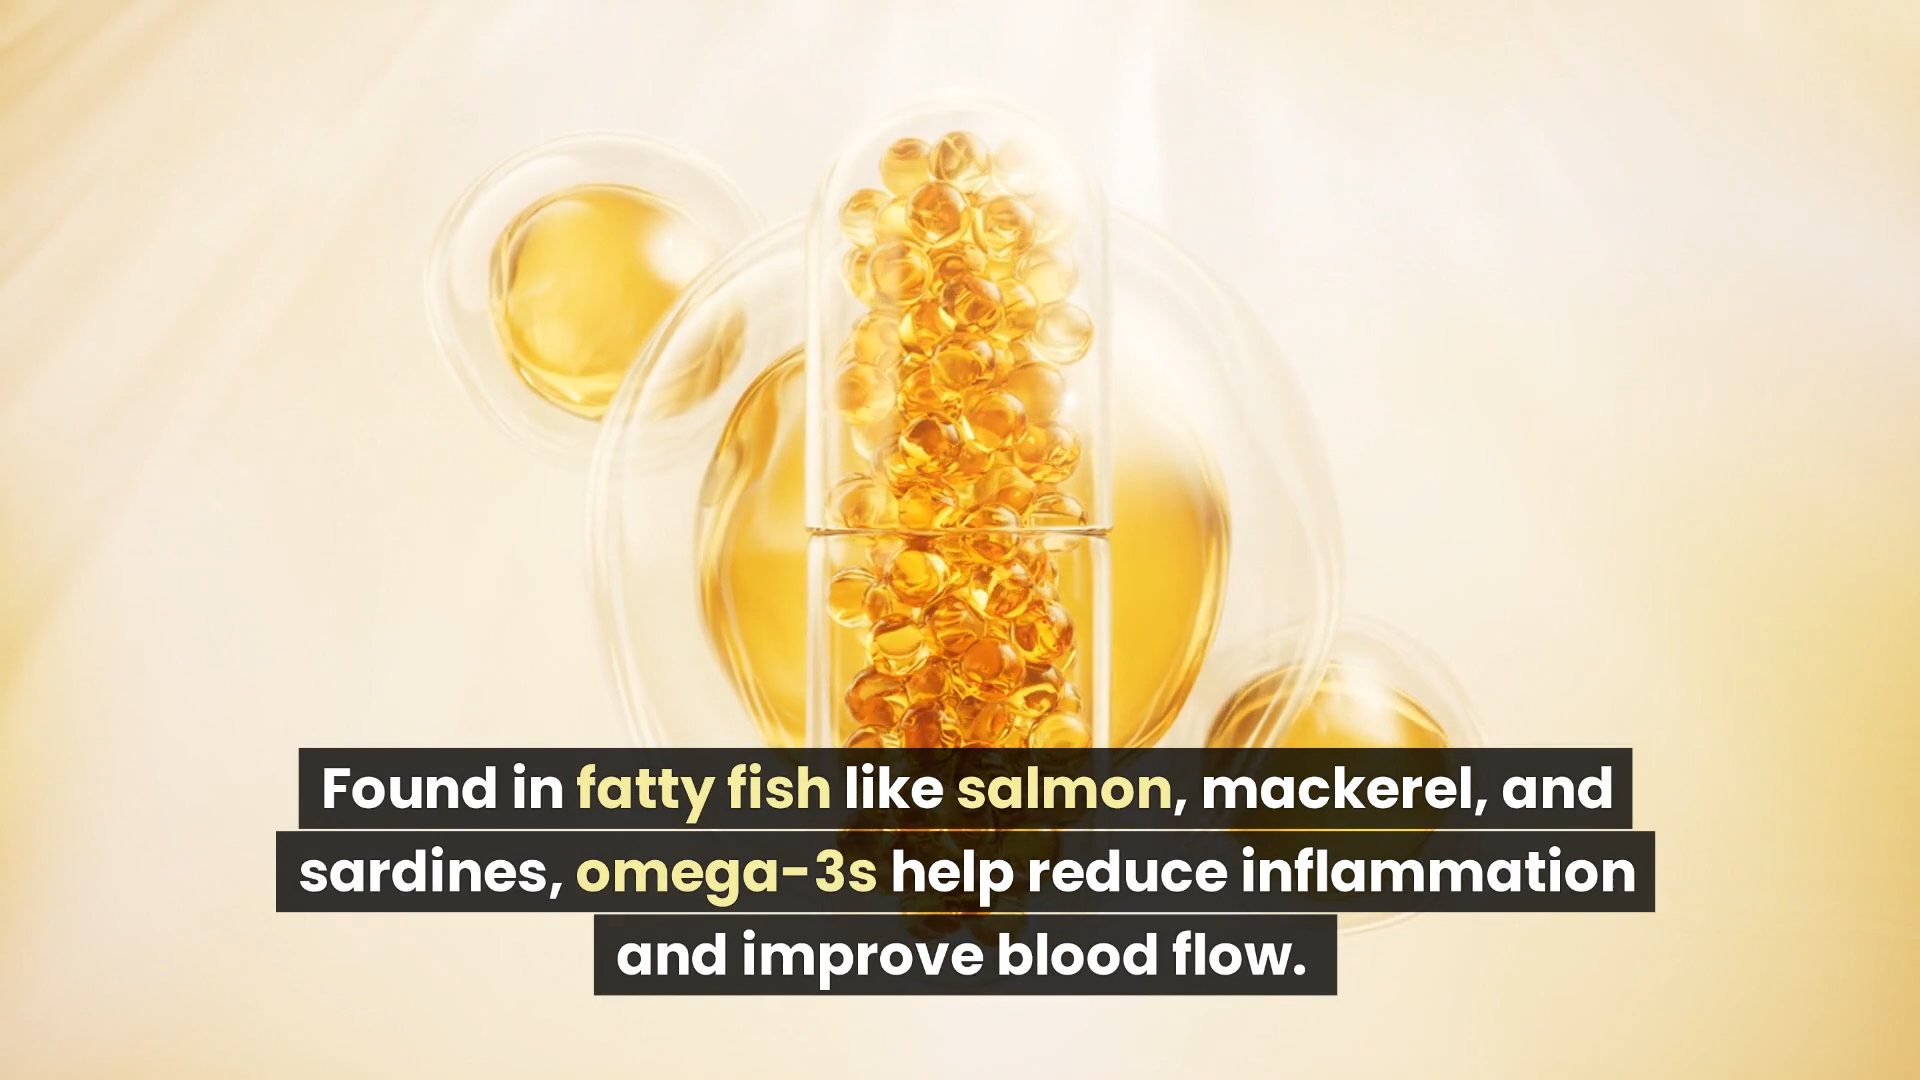 Found in fatty fish like salmon, mackerel, and
sardines, omega-3s help reduce inflammation
and improve blood flow.